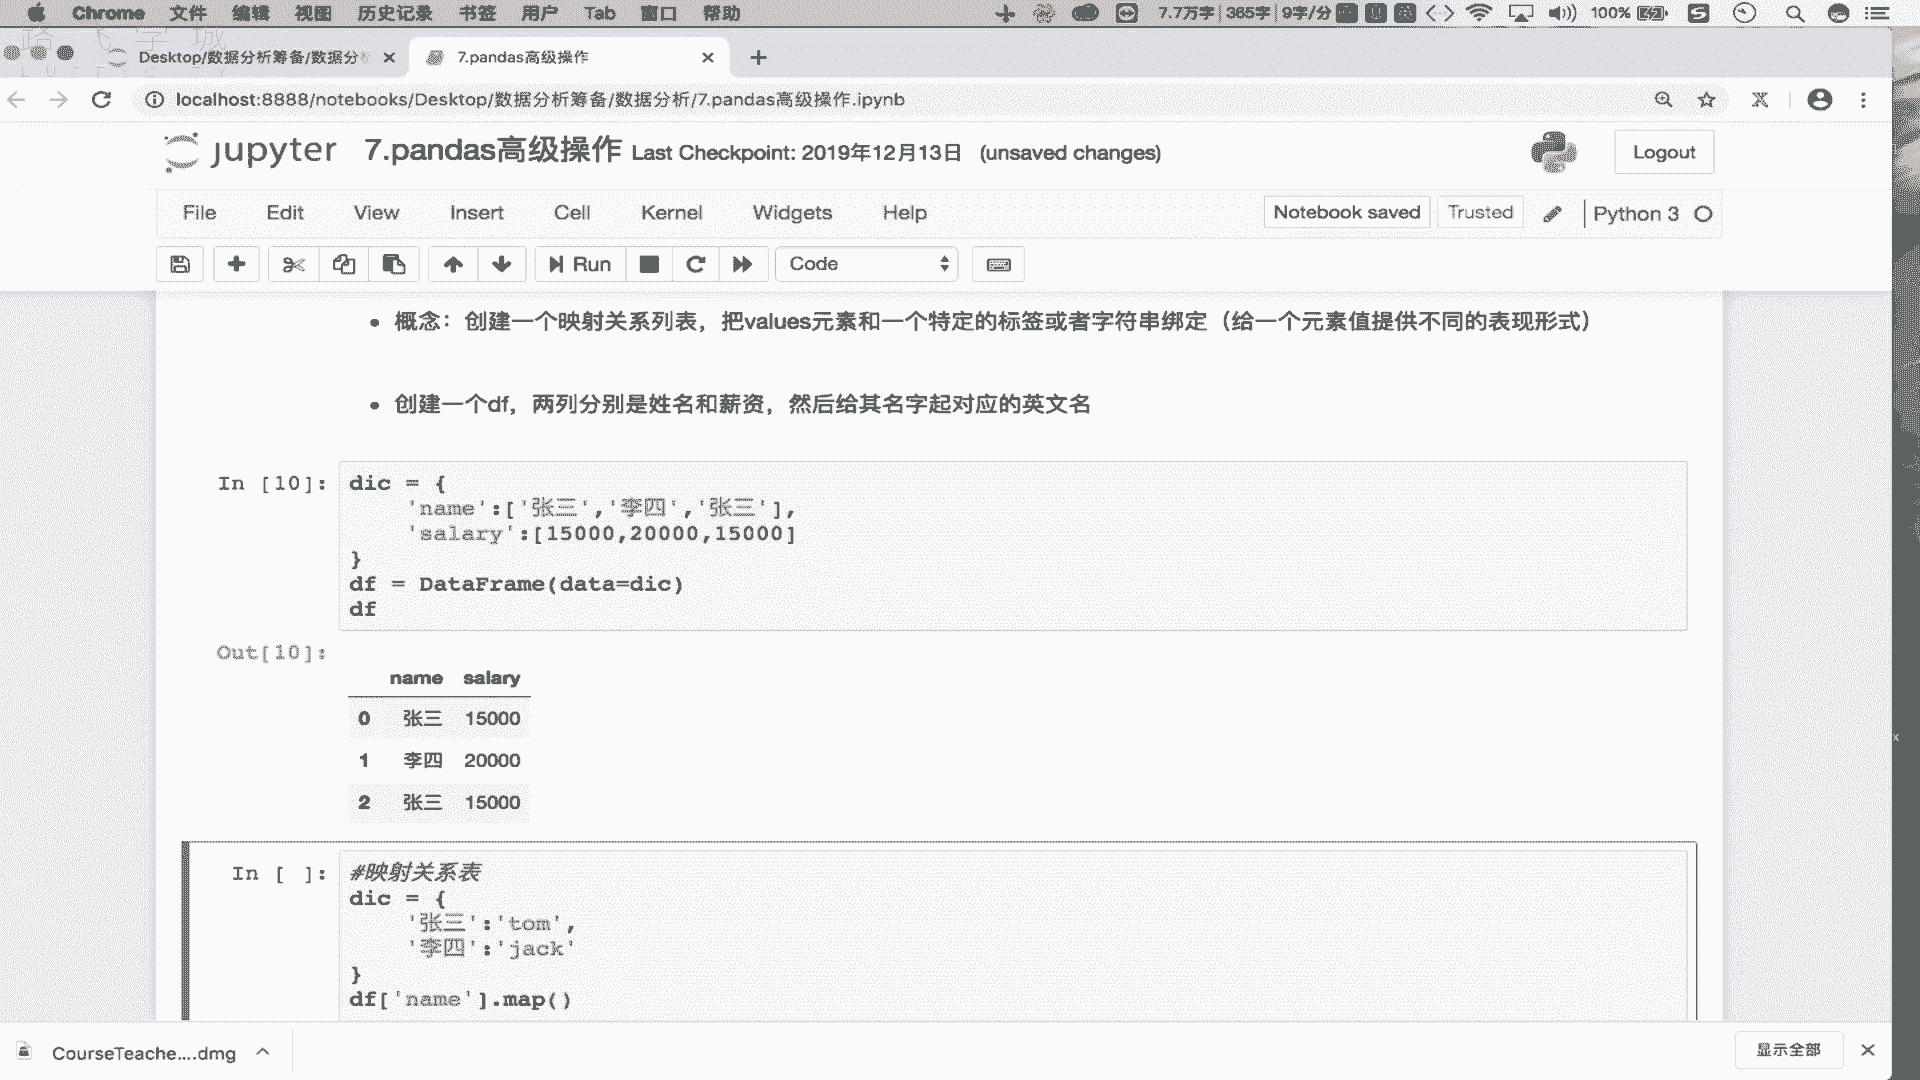 Chrome 文件 编辑 视图 历史记录 书签 用户 Tab 窗口 帮助 7.7万字 365字 9字/分 100%
路飞学城
Desktop/数据分析筹备/数据分 7.pandas高级操作
localhost:8888/notebooks/Desktop/数据分析筹备/数据分析/7.pandas高级操作.ipynb
jupyter 7.pandas高级操作 Last Checkpoint: 2019年12月13日 (unsaved changes) Logout
File Edit View Insert Cell Kernel Widgets Help Notebook saved Trusted Python 3
Run Code
• 概念：创建一个映射关系列表，把values元素和一个特定的标签或者字符串绑定（给一个元素值提供不同的表现形式）
• 创建一个df，两列分别是姓名和薪资，然后给其名字起对应的英文名
In [10]: dic = {
'name':['张三','李四','张三'],
'salary':[15000,20000,15000]
}
df = DataFrame(data=dic)
df
Out[10]:
name salary
0 张三 15000
1 李四 20000
2 张三 15000
In [ ]: #映射关系表
dic = {
'张三':'tom',
'李四':'jack'
}
df['name'].map()
CourseTeache....dmg 显示全部